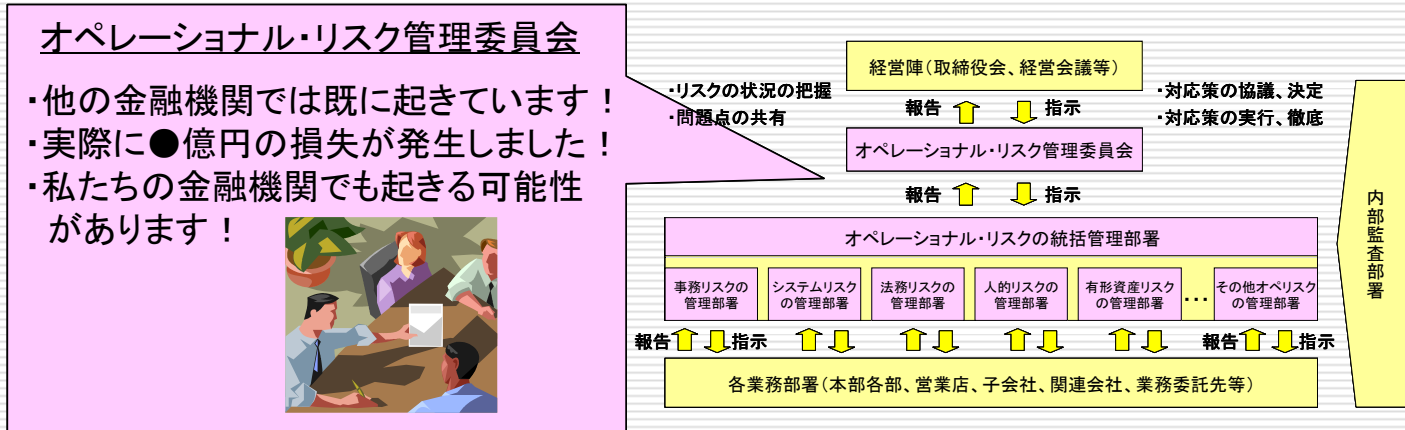 オペレーショナル・リスク管理委員会
・他の金融機関では既に起きています！
・実際に●億円の損失が発生しました！
・私たちの金融機関でも起きる可能性
があります！
経営陣（取締役会、経営会議等）
・リスクの状況の把握
・問題点の共有
報告
指示
・対応策の協議、決定
・対応策の実行、徹底
オペレーショナル・リスク管理委員会
報告
指示
オペレーショナル・リスクの統括管理部署
事務リスクの
管理部署
システムリスク
の管理部署
法務リスクの
管理部署
人的リスクの
管理部署
有形資産リスク
の管理部署
･･･
その他オペリスク
の管理部署
報告
指示
報告
指示
各業務部署（本部各部、営業店、子会社、関連会社、業務委託先等）
内部監査部署